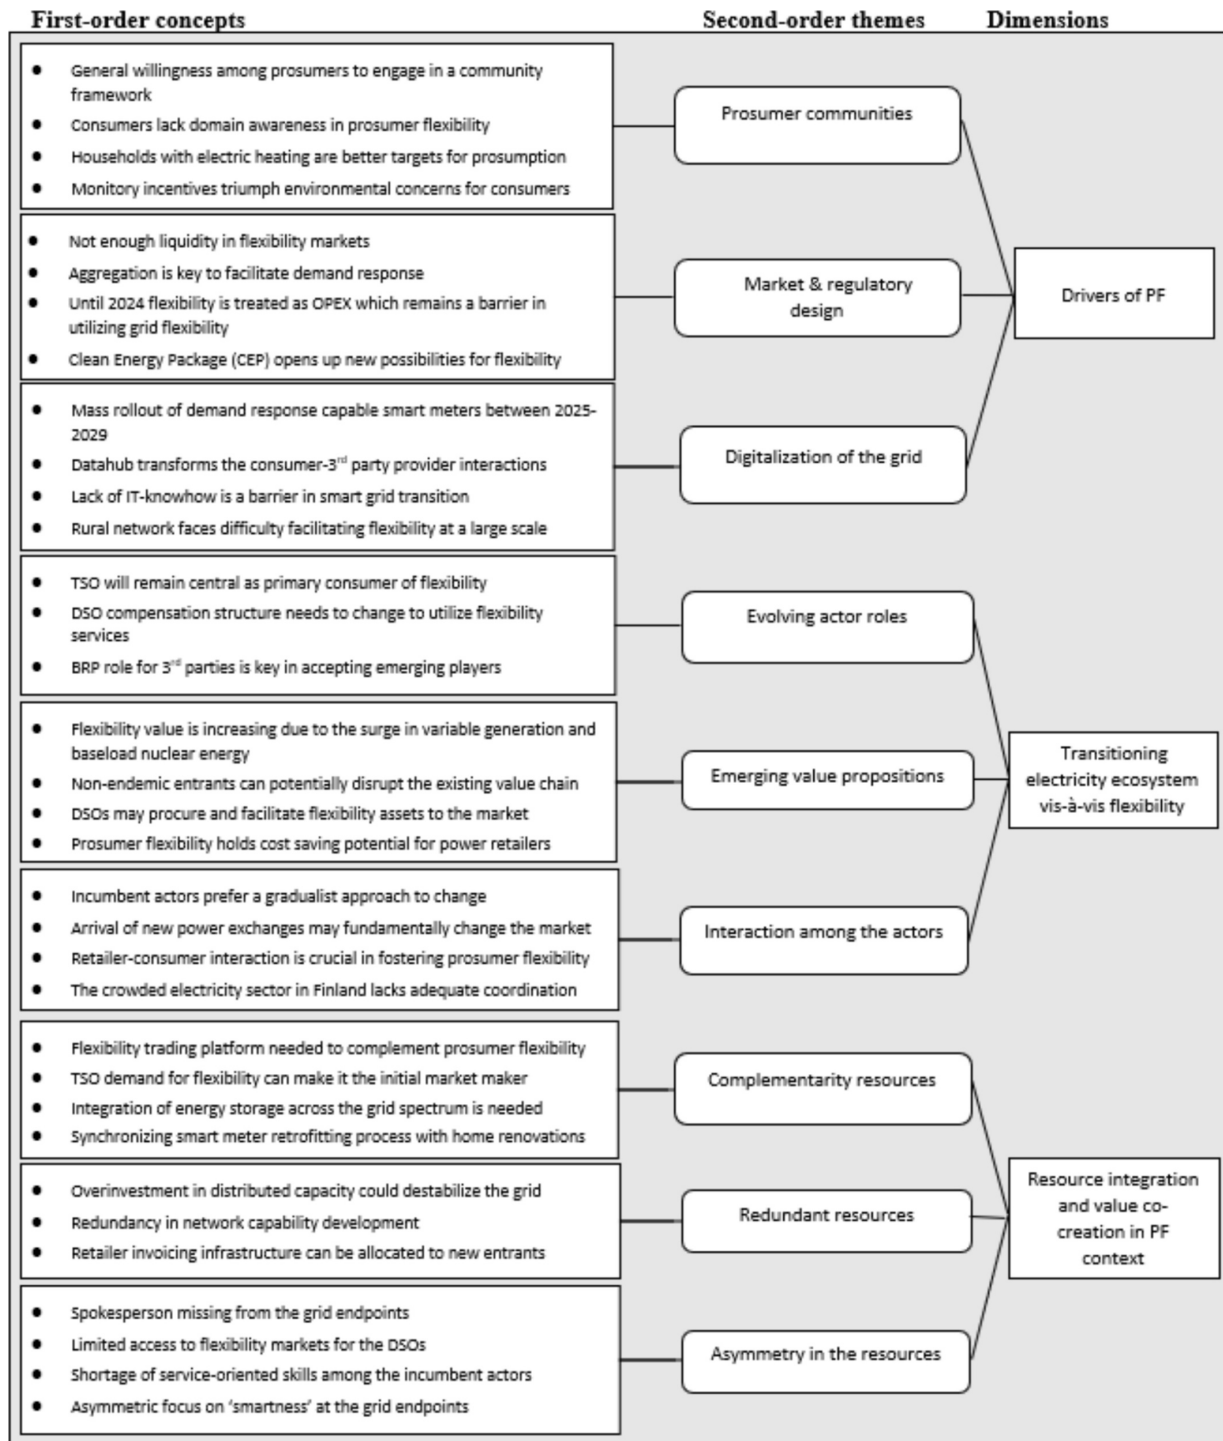 First-order concepts
Second-order themes
Dimensions
● General willingness among prosumers to engage in a community
framework
● Consumers lack domain awareness in prosumer flexibility
● Households with electric heating are better targets for prosumption
● Monitory incentives triumph environmental concerns for consumers
Prosumer communities
● Not enough liquidity in flexibility markets
● Aggregation is key to facilitate demand response
● Until 2024 flexibility is treated as OPEX which remains a barrier in
utilizing grid flexibility
● Clean Energy Package (CEP) opens up new possibilities for flexibility
Market & regulatory
design
Drivers of PF
● Mass rollout of demand response capable smart meters between 2025-
2029
● Datahub transforms the consumer-3rd party provider interactions
● Lack of IT-knowhow is a barrier in smart grid transition
● Rural network faces difficulty facilitating flexibility at a large scale
Digitalization of the grid
● TSO will remain central as primary consumer of flexibility
● DSO compensation structure needs to change to utilize flexibility
services
● BRP role for 3rd parties is key in accepting emerging players
Evolving actor roles
● Flexibility value is increasing due to the surge in variable generation and
baseload nuclear energy
● Non-endemic entrants can potentially disrupt the existing value chain
● DSOs may procure and facilitate flexibility assets to the market
● Prosumer flexibility holds cost saving potential for power retailers
Emerging value propositions
Transitioning
electricity ecosystem
vis-à-vis flexibility
● Incumbent actors prefer a gradualist approach to change
● Arrival of new power exchanges may fundamentally change the market
● Retailer-consumer interaction is crucial in fostering prosumer flexibility
● The crowded electricity sector in Finland lacks adequate coordination
Interaction among the actors
● Flexibility trading platform needed to complement prosumer flexibility
● TSO demand for flexibility can make it the initial market maker
● Integration of energy storage across the grid spectrum is needed
● Synchronizing smart meter retrofitting process with home renovations
Complementarity resources
● Overinvestment in distributed capacity could destabilize the grid
● Redundancy in network capability development
● Retailer invoicing infrastructure can be allocated to new entrants
Redundant resources
Resource integration
and value co-
creation in PF
context
● Spokesperson missing from the grid endpoints
● Limited access to flexibility markets for the DSOs
● Shortage of service-oriented skills among the incumbent actors
● Asymmetric focus on ‘smartness’ at the grid endpoints
Asymmetry in the resources